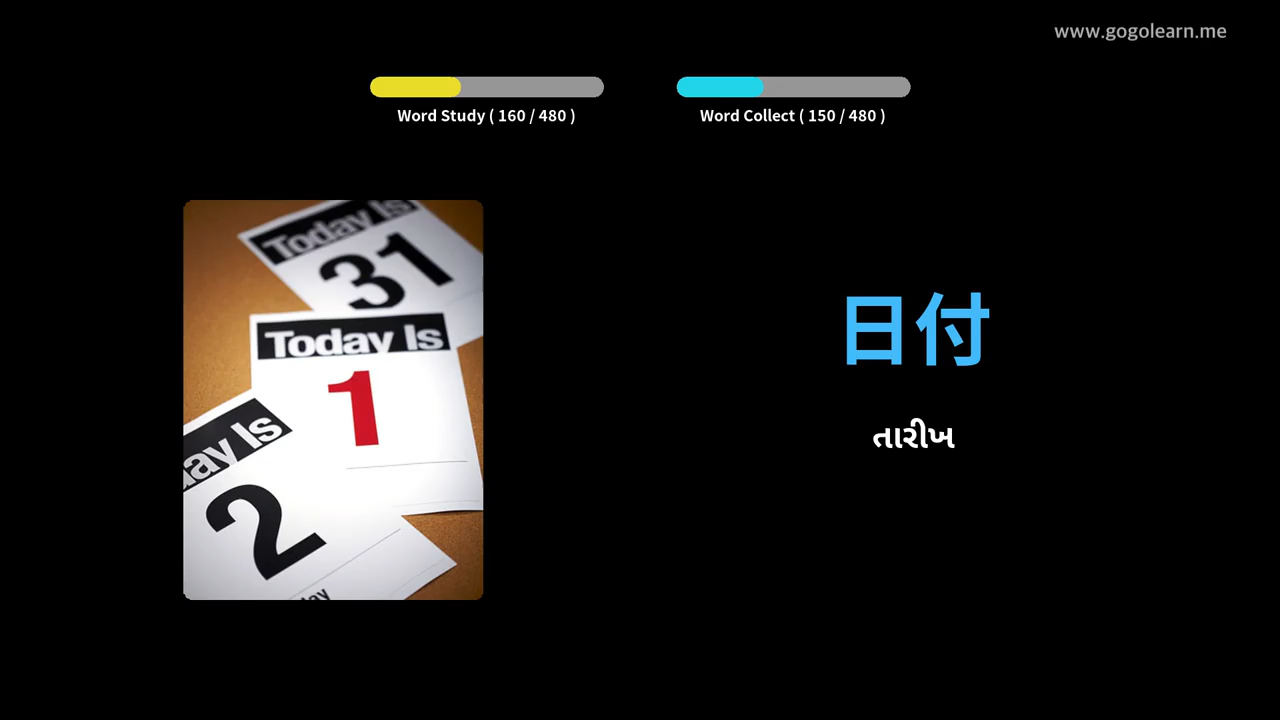 www.gogolearn.me
Word Study ( 160 / 480 )
Word Collect ( 150 / 480 )
Today Is
31
Today Is
1
ay Is
2
日付
તારીખ